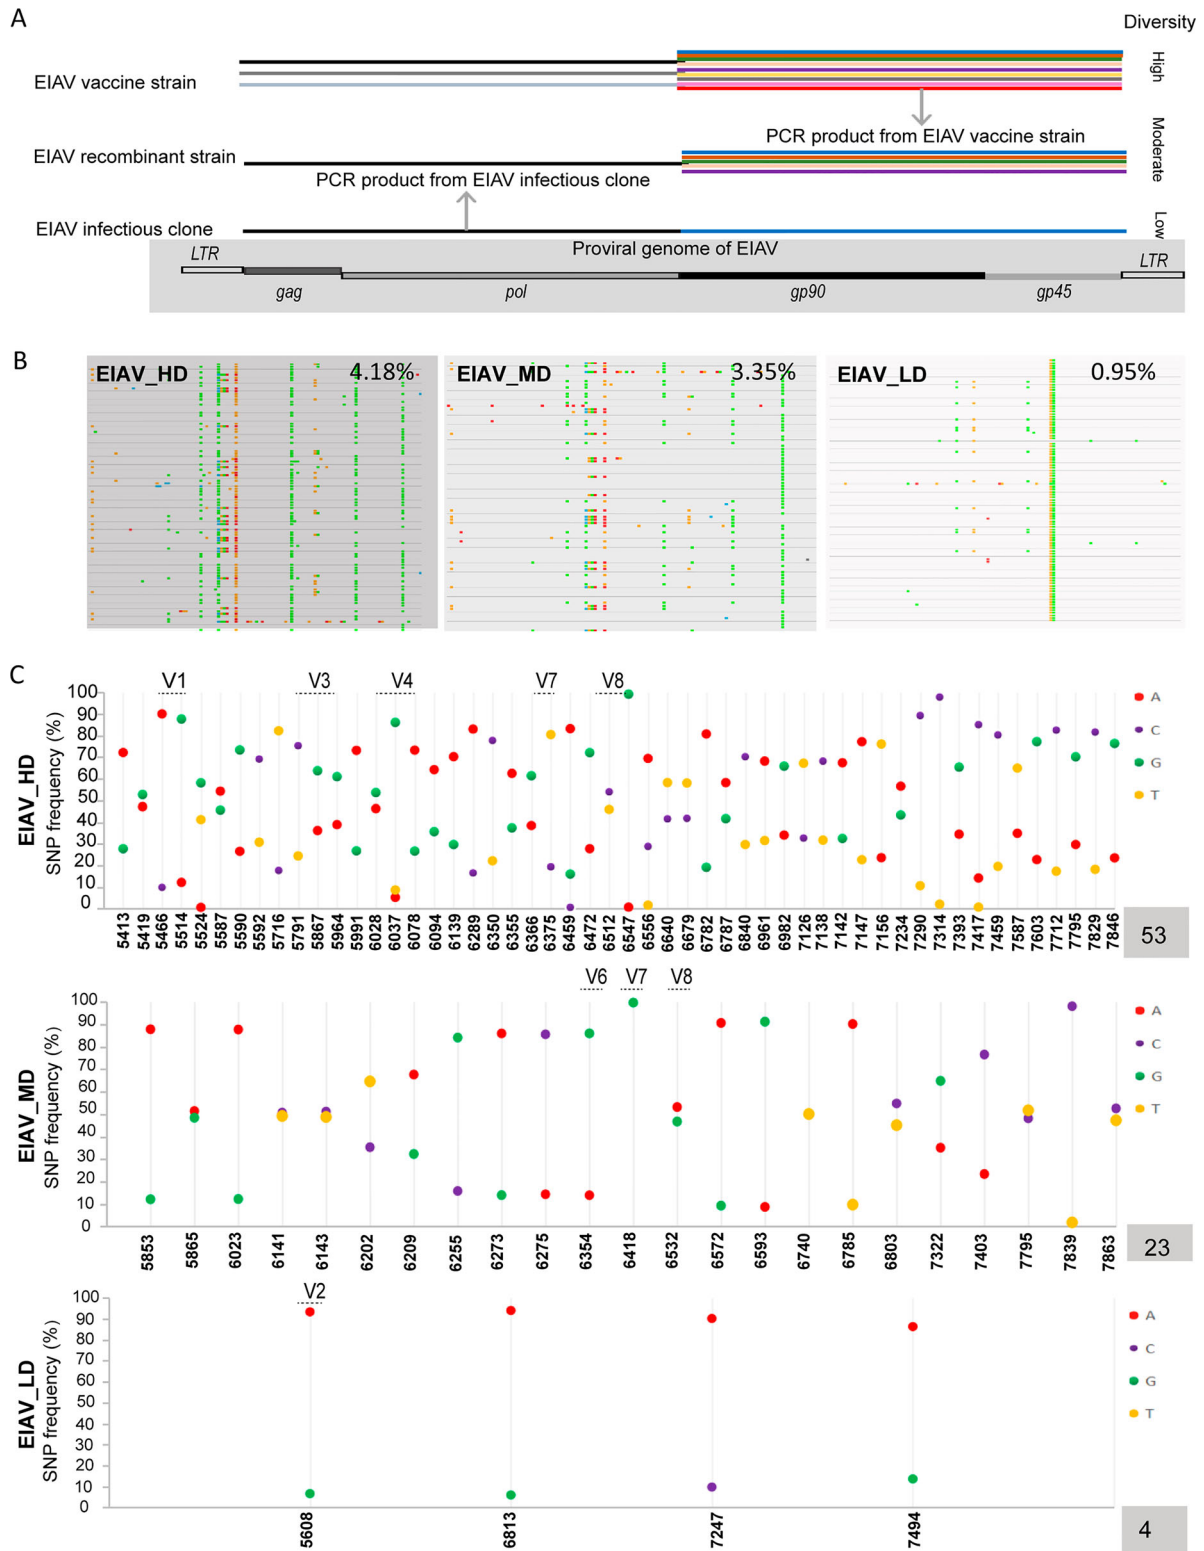 A
Diversity
EIAV vaccine strain
High
PCR product from EIAV vaccine strain
EIAV recombinant strain
Moderate
PCR product from EIAV infectious clone
EIAV infectious clone
Low
Proviral genome of EIAV
LTR
LTR
gag
pol
gp90
gp45
B
EIAV_HD
4.18%
EIAV_MD
3.35%
EIAV_LD
0.95%
C
V1
V3
V4
V7
V8
EIAV_HD
SNP frequency (%)
100
90
80
70
60
50
40
30
20
10
0
A
C
G
T
5413
5419
5466
5514
5524
5587
5590
5592
5716
5791
5867
5964
5991
6028
6037
6078
6094
6139
6289
6350
6355
6366
6375
6459
6472
6512
6547
6556
6640
6679
6782
6787
6840
6961
6982
7126
7138
7142
7147
7156
7234
7290
7314
7393
7417
7459
7587
7603
7712
7795
7829
7846
53
V6
V7
V8
EIAV_MD
SNP frequency (%)
100
90
80
70
60
50
40
30
20
10
0
A
C
G
T
5853
5865
6023
6141
6143
6202
6209
6255
6273
6275
6354
6418
6532
6572
6593
6740
6785
6803
7322
7403
7795
7839
7863
23
V2
EIAV_LD
SNP frequency (%)
100
90
80
70
60
50
40
30
20
10
0
A
C
G
T
5608
6813
7247
7494
4